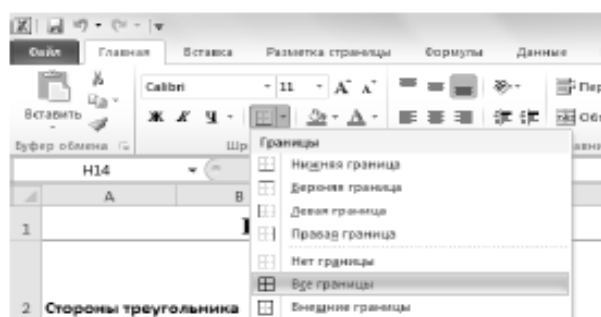 Файл Главная Вставка Разметка страницы Формулы Данные
Вставить
Calibri 11 A A
Ж К Ч
Буфер обмена
Границы
H14
Нижняя граница
Верхняя граница
Левая граница
Правая граница
Нет границы
Все границы
Внешние границы
A B
1
2 Стороны треугольника